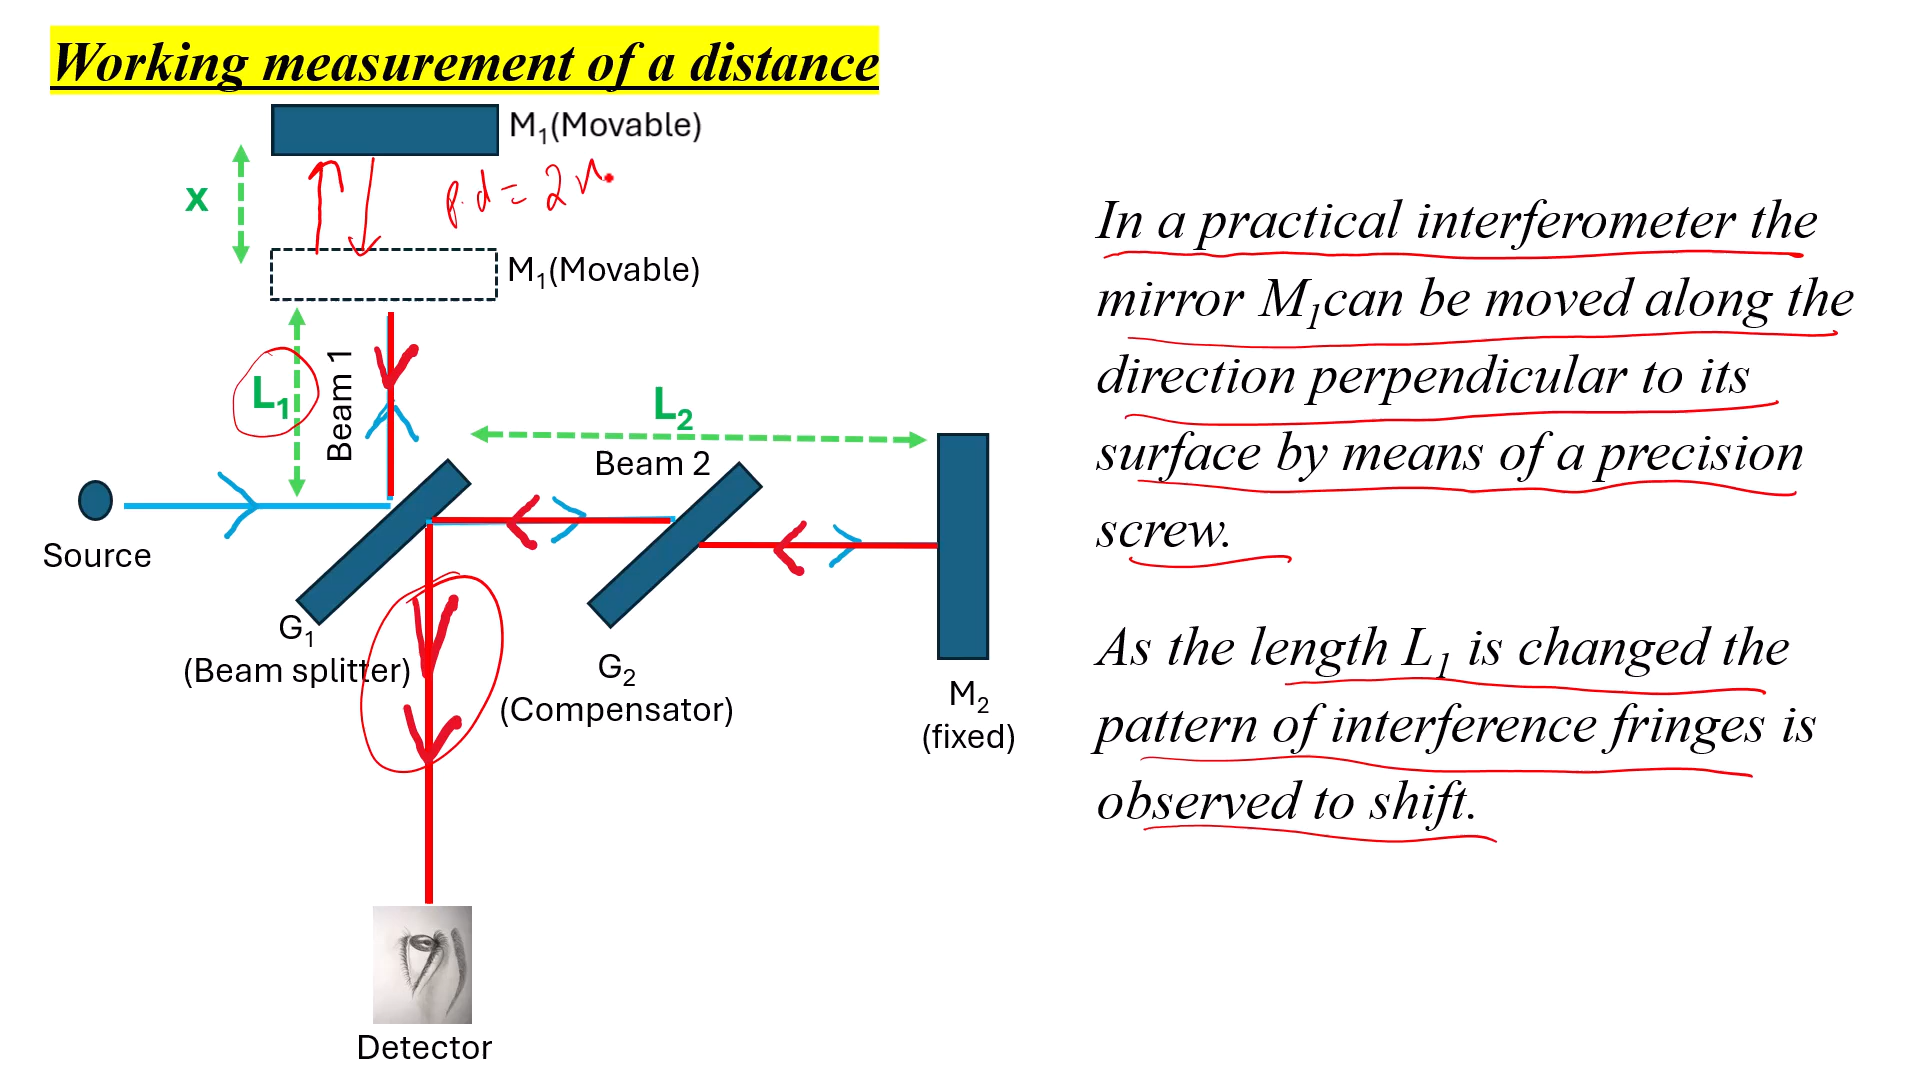 Working measurement of a distance
M₁(Movable)
x
p.d = 2x
M₁(Movable)
L₁
Beam 1
L₂
Beam 2
Source
G₁
(Beam splitter)
G₂
(Compensator)
M₂
(fixed)
Detector
In a practical interferometer the
mirror M₁can be moved along the
direction perpendicular to its
surface by means of a precision
screw.
As the length L₁ is changed the
pattern of interference fringes is
observed to shift.